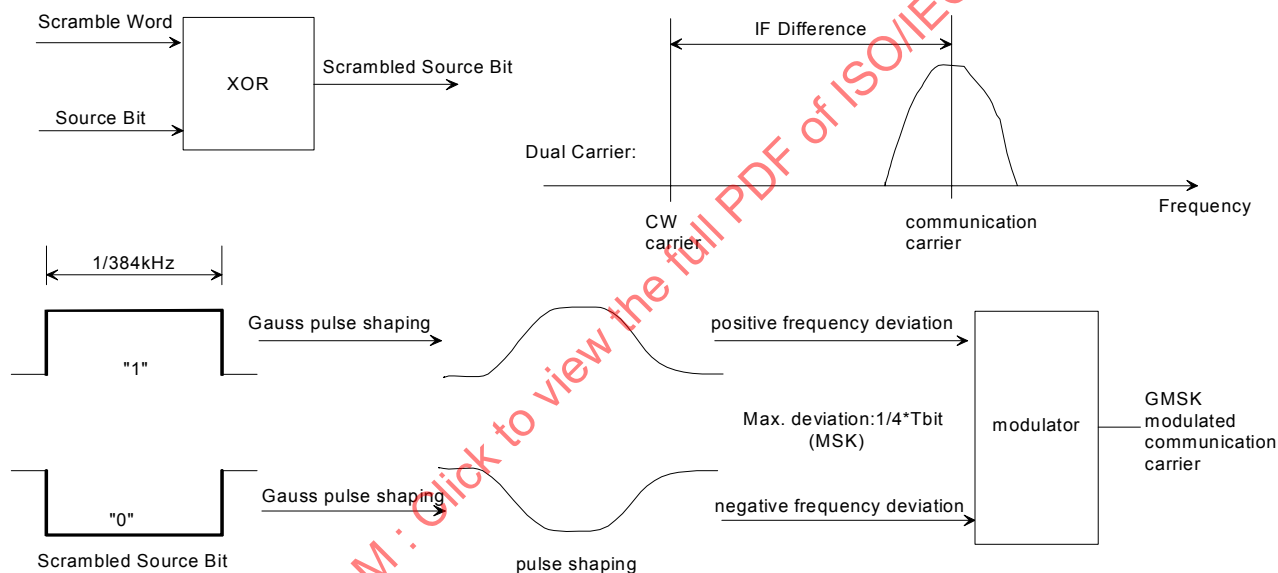 Scramble Word
XOR
Scrambled Source Bit
Source Bit
IF Difference
Dual Carrier:
CW
carrier
communication
carrier
Frequency
1/384kHz
"1"
Gauss pulse shaping
positive frequency deviation
Max. deviation:1/4*Tbit
(MSK)
modulator
GMSK
modulated
communication
carrier
"0"
Gauss pulse shaping
negative frequency deviation
Scrambled Source Bit
pulse shaping
M : Click to view the full PDF of ISO/IEC